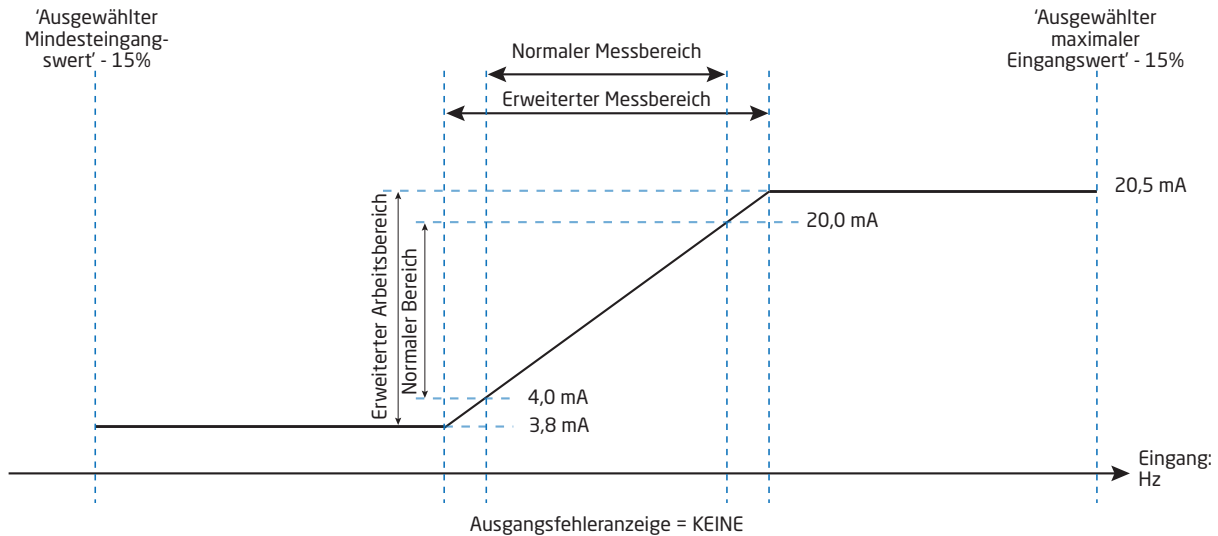 'Ausgewählter
Mindesteingang-
swert' - 15%
'Ausgewählter
maximaler
Eingangswert' - 15%
Normaler Messbereich
Erweiterter Messbereich
Erweiterter Arbeitsbereich
Normaler Bereich
20,5 mA
20,0 mA
4,0 mA
3,8 mA
Eingang:
Hz
Ausgangsfehleranzeige = KEINE